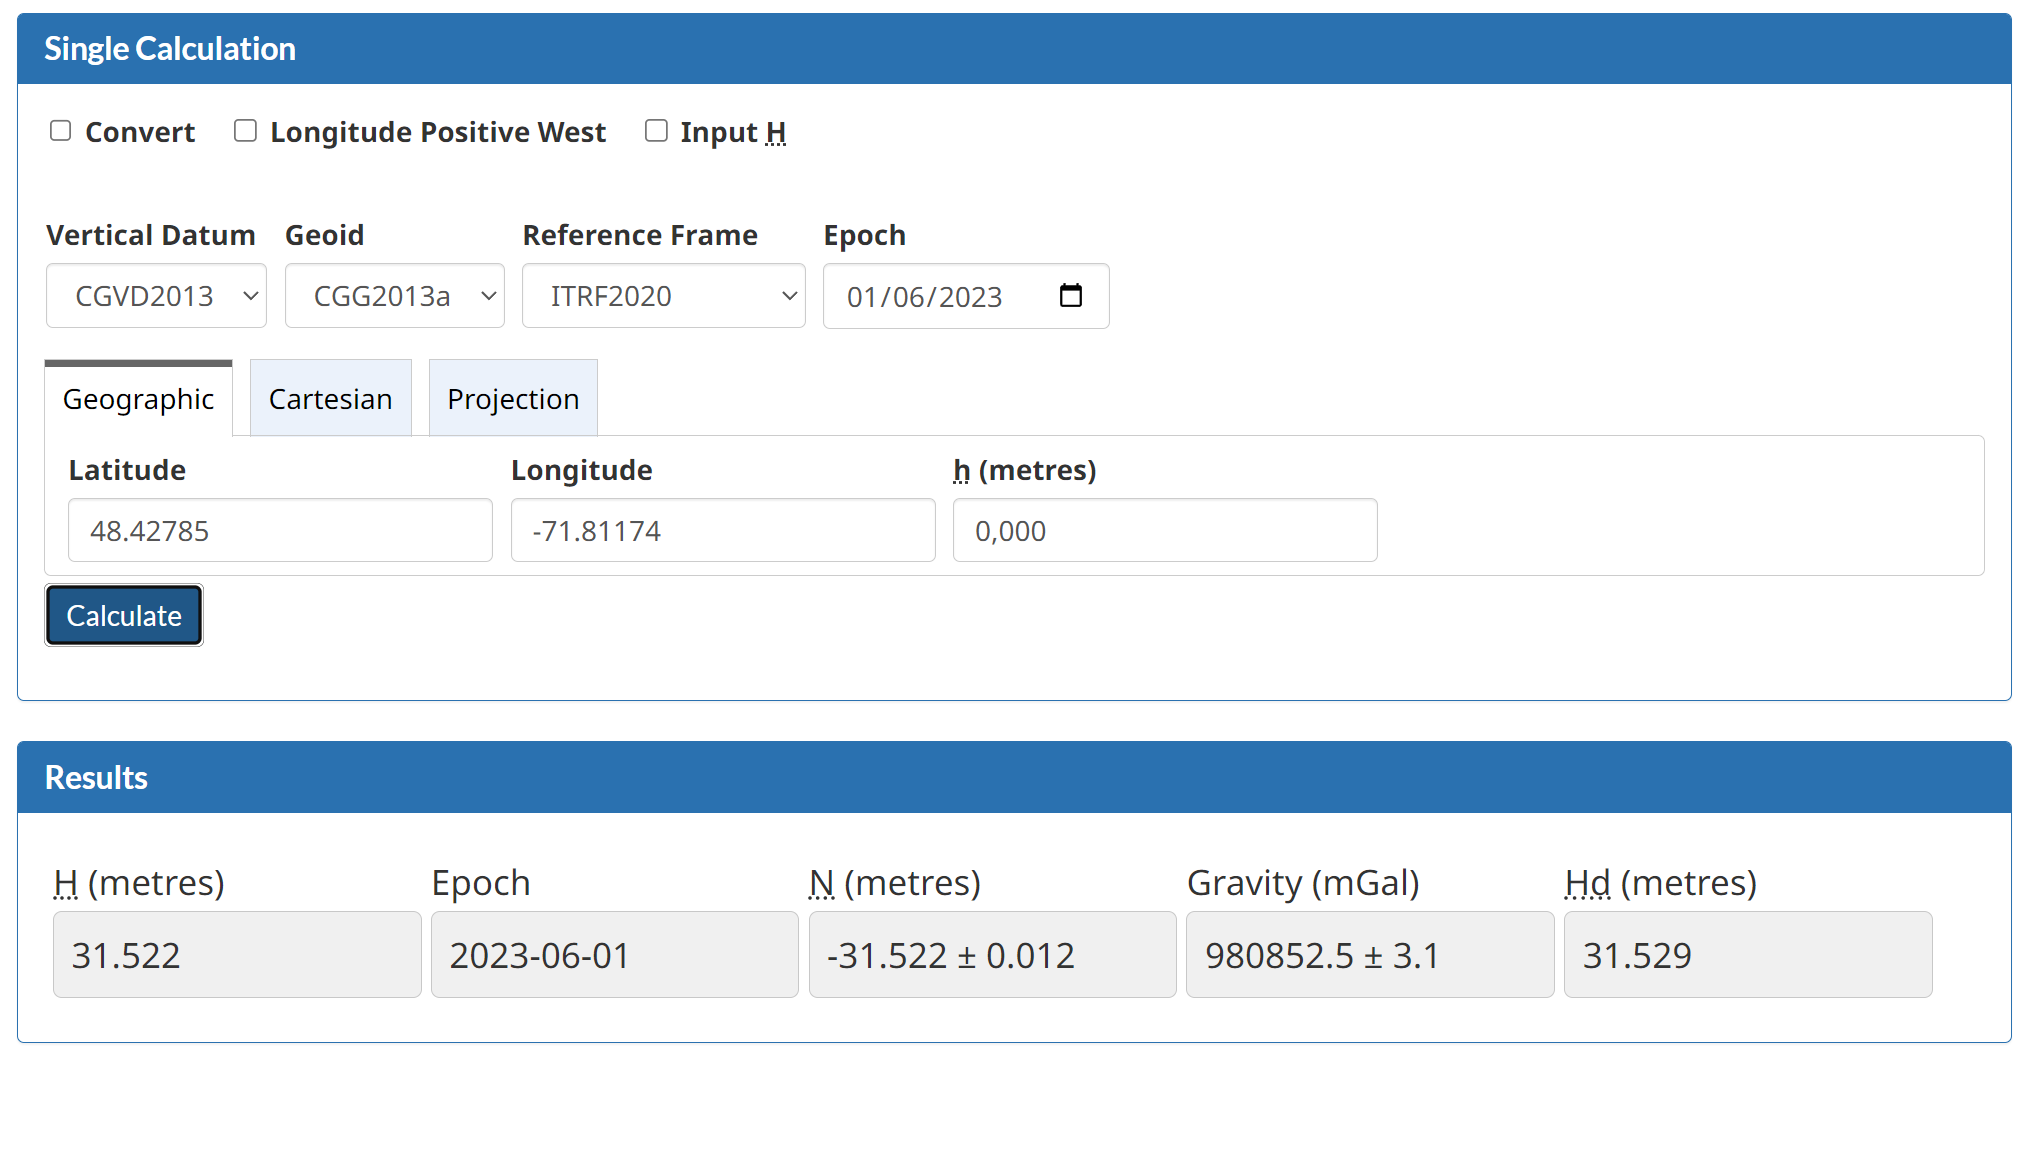 Single Calculation
Convert Longitude Positive West Input H
Vertical Datum Geoid Reference Frame Epoch
CGVD2013 CGG2013a ITRF2020 01/06/2023
Geographic Cartesian Projection
Latitude Longitude h (metres)
48.42785 -71.81174 0,000
Calculate
Results
H (metres) Epoch N (metres) Gravity (mGal) Hd (metres)
31.522 2023-06-01 -31.522 ± 0.012 980852.5 ± 3.1 31.529